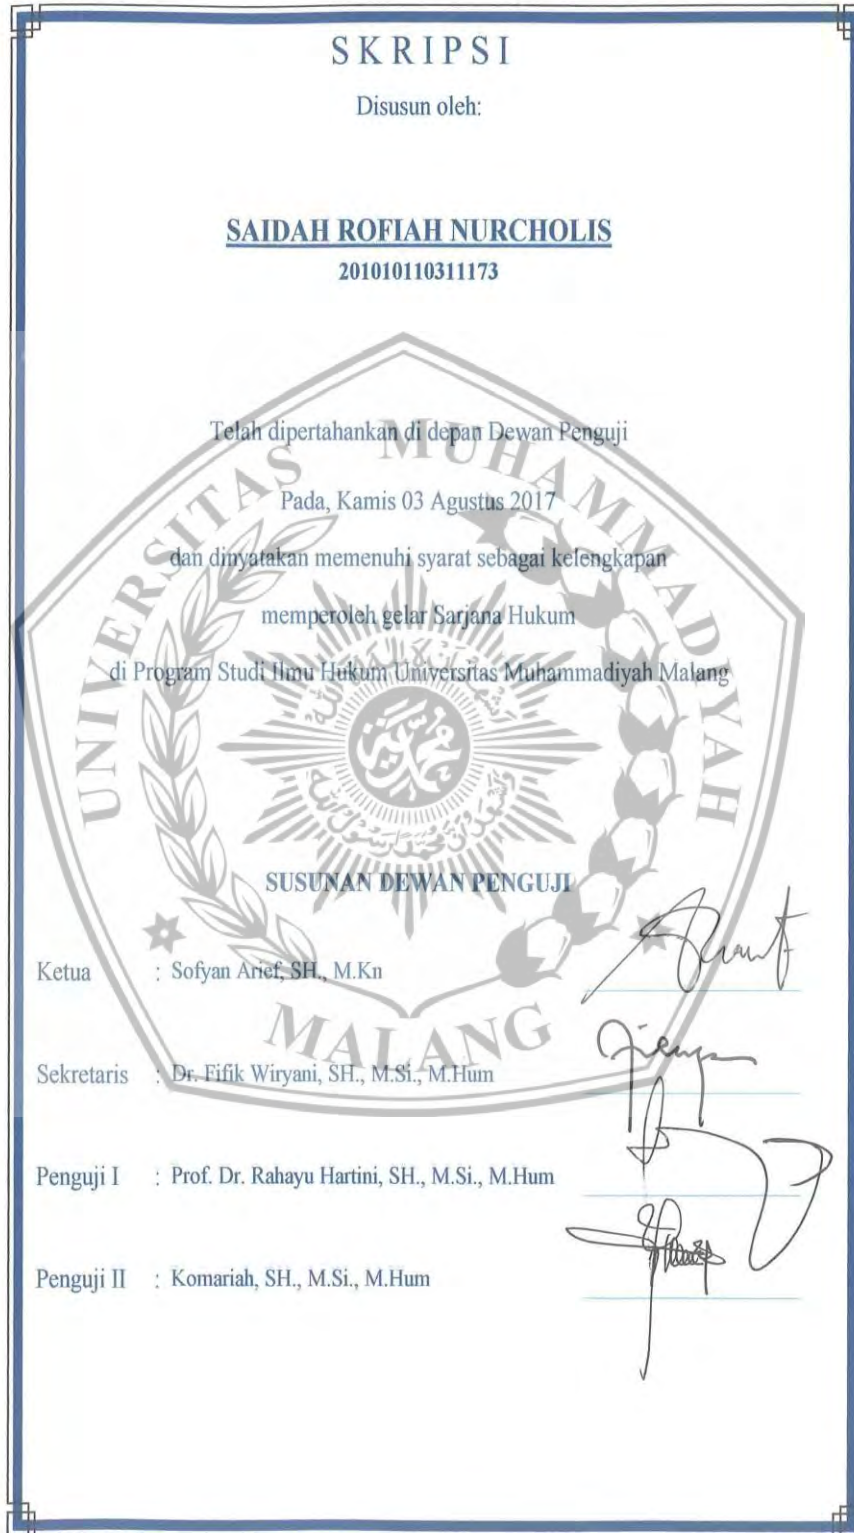 SKRIPSI
Disusun oleh:
SAIDAH ROFIAH NURCHOLIS
201010110311173
Telah dipertahankan di depan Dewan Penguji
Pada, Kamis 03 Agustus 2017
dan dinyatakan memenuhi syarat sebagai kelengkapan
memperoleh gelar Sarjana Hukum
di Program Studi Ilmu Hukum Universitas Muhammadiyah Malang
UNIVERSITAS MUHAMMADIYAH
MALANG
SUSUNAN DEWAN PENGUJI
Ketua : Sofyan Arief, SH., M.Kn
Sekretaris : Dr. Fifik Wiryani, SH., M.Si., M.Hum
Penguji I : Prof. Dr. Rahayu Hartini, SH., M.Si., M.Hum
Penguji II : Komariah, SH., M.Si., M.Hum